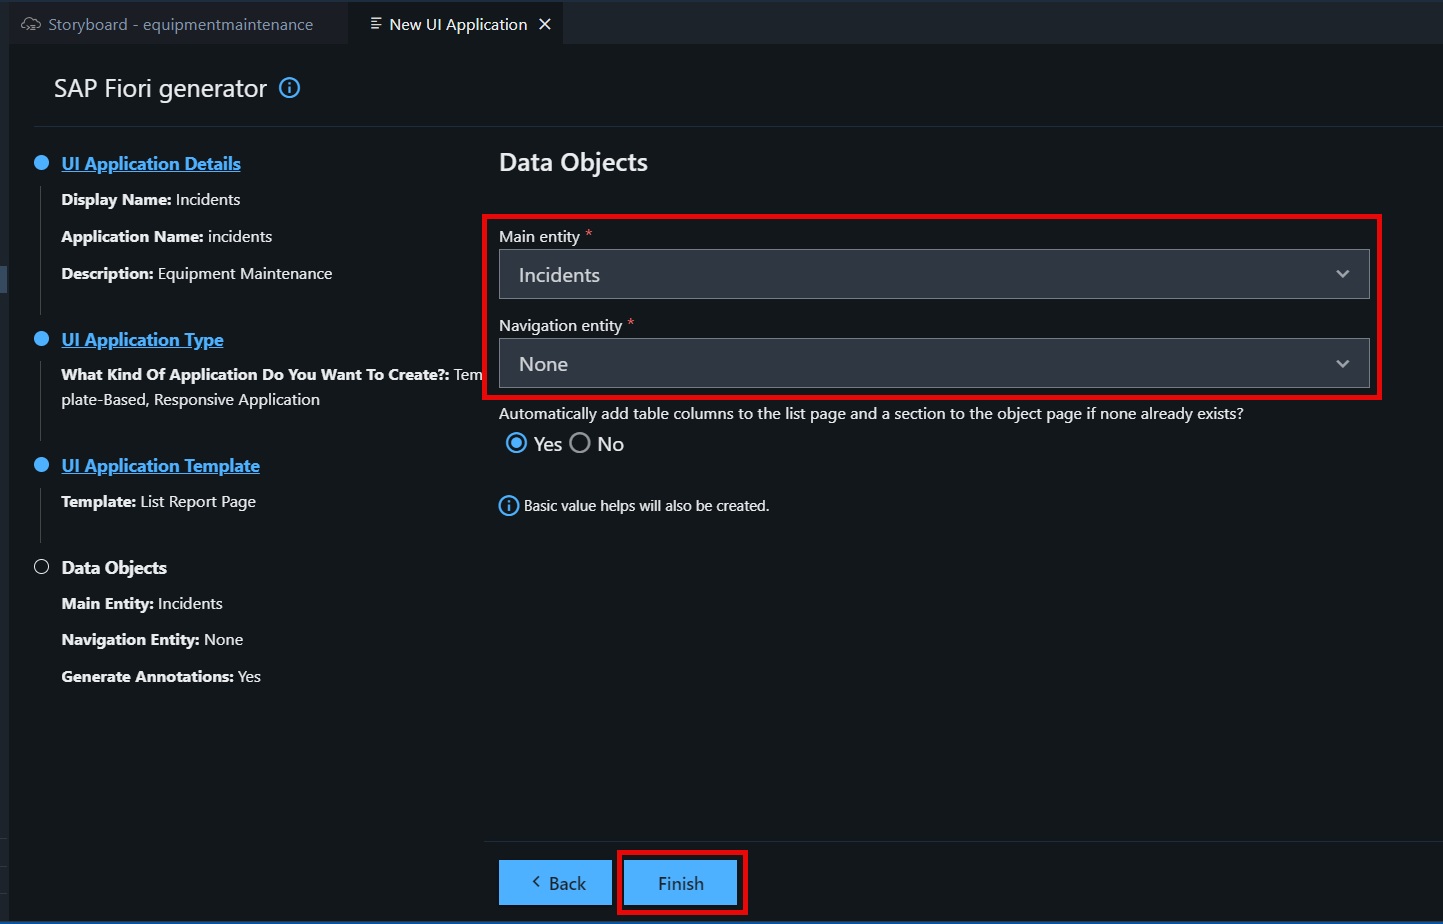 Storyboard - equipmentmaintenance
New UI Application
SAP Fiori generator
UI Application Details
Display Name: Incidents
Application Name: incidents
Description: Equipment Maintenance
UI Application Type
What Kind Of Application Do You Want To Create?: Tem
plate-Based, Responsive Application
UI Application Template
Template: List Report Page
Data Objects
Main Entity: Incidents
Navigation Entity: None
Generate Annotations: Yes
Data Objects
Main entity *
Incidents
Navigation entity *
None
Automatically add table columns to the list page and a section to the object page if none already exists?
Yes No
Basic value helps will also be created.
Back
Finish